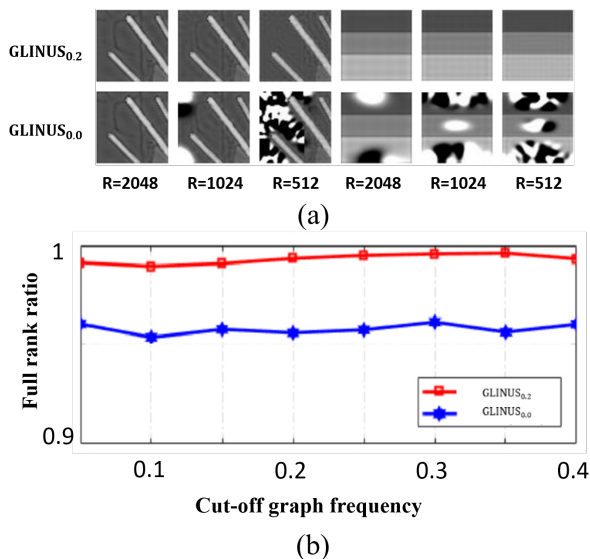 GLINUS0.2
GLINUS0.0
R=2048 R=1024 R=512 R=2048 R=1024 R=512
(a)
1
Full rank ratio
GLINUS0.2
GLINUS0.0
0.9
0.1 0.2 0.3 0.4
Cut-off graph frequency
(b)